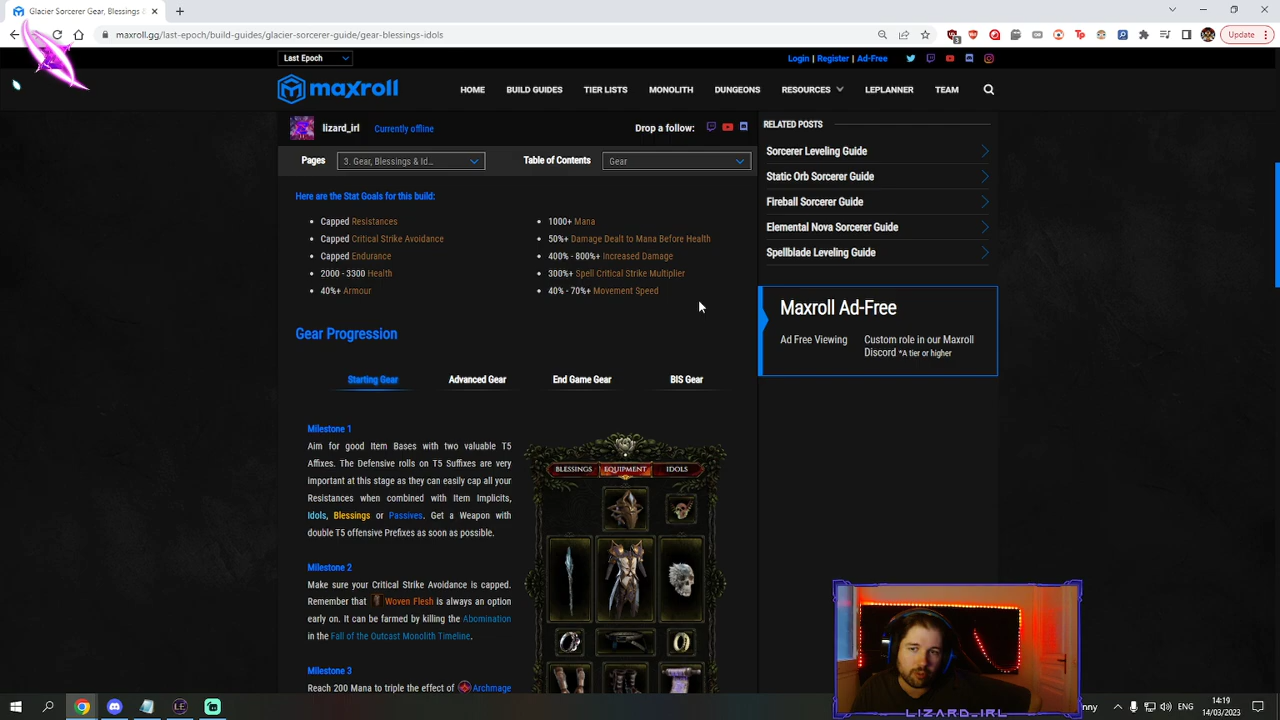 Glacier Sorcerer Gear, Blessings &
maxroll.gg/last-epoch/build-guides/glacier-sorcerer-guide/gear-blessings-idols
Update
Last Epoch
Login | Register | Ad-Free
maxroll
HOME
BUILD GUIDES
TIER LISTS
MONOLITH
DUNGEONS
RESOURCES
LEPLANNER
TEAM
lizard_irl
Currently offline
Drop a follow:
Pages
3. Gear, Blessings & Id...
Table of Contents
Gear
Here are the Stat Goals for this build:
Capped Resistances
Capped Critical Strike Avoidance
Capped Endurance
2000 - 3300 Health
40%+ Armour
1000+ Mana
50%+ Damage Dealt to Mana Before Health
400% - 800%+ Increased Damage
300%+ Spell Critical Strike Multiplier
40% - 70%+ Movement Speed
Gear Progression
Starting Gear
Advanced Gear
End Game Gear
BIS Gear
Milestone 1
Aim for good Item Bases with two valuable T5
Affixes. The Defensive rolls on T5 Suffixes are very
important at this stage as they can easily cap all your
Resistances when combined with Item Implicits,
Idols, Blessings or Passives. Get a Weapon with
double T5 offensive Prefixes as soon as possible.
Milestone 2
Make sure your Critical Strike Avoidance is capped.
Remember that Woven Flesh is always an option
early on. It can be farmed by killing the Abomination
in the Fall of the Outcast Monolith Timeline.
Milestone 3
Reach 200 Mana to triple the effect of Archmage
BLESSINGS
EQUIPMENT
IDOLS
RELATED POSTS
Sorcerer Leveling Guide
Static Orb Sorcerer Guide
Fireball Sorcerer Guide
Elemental Nova Sorcerer Guide
Spellblade Leveling Guide
Maxroll Ad-Free
Ad Free Viewing
Custom role in our Maxroll
Discord *A tier or higher
LIZARD_IRL
nny
ENG
14:19
14/03/2023